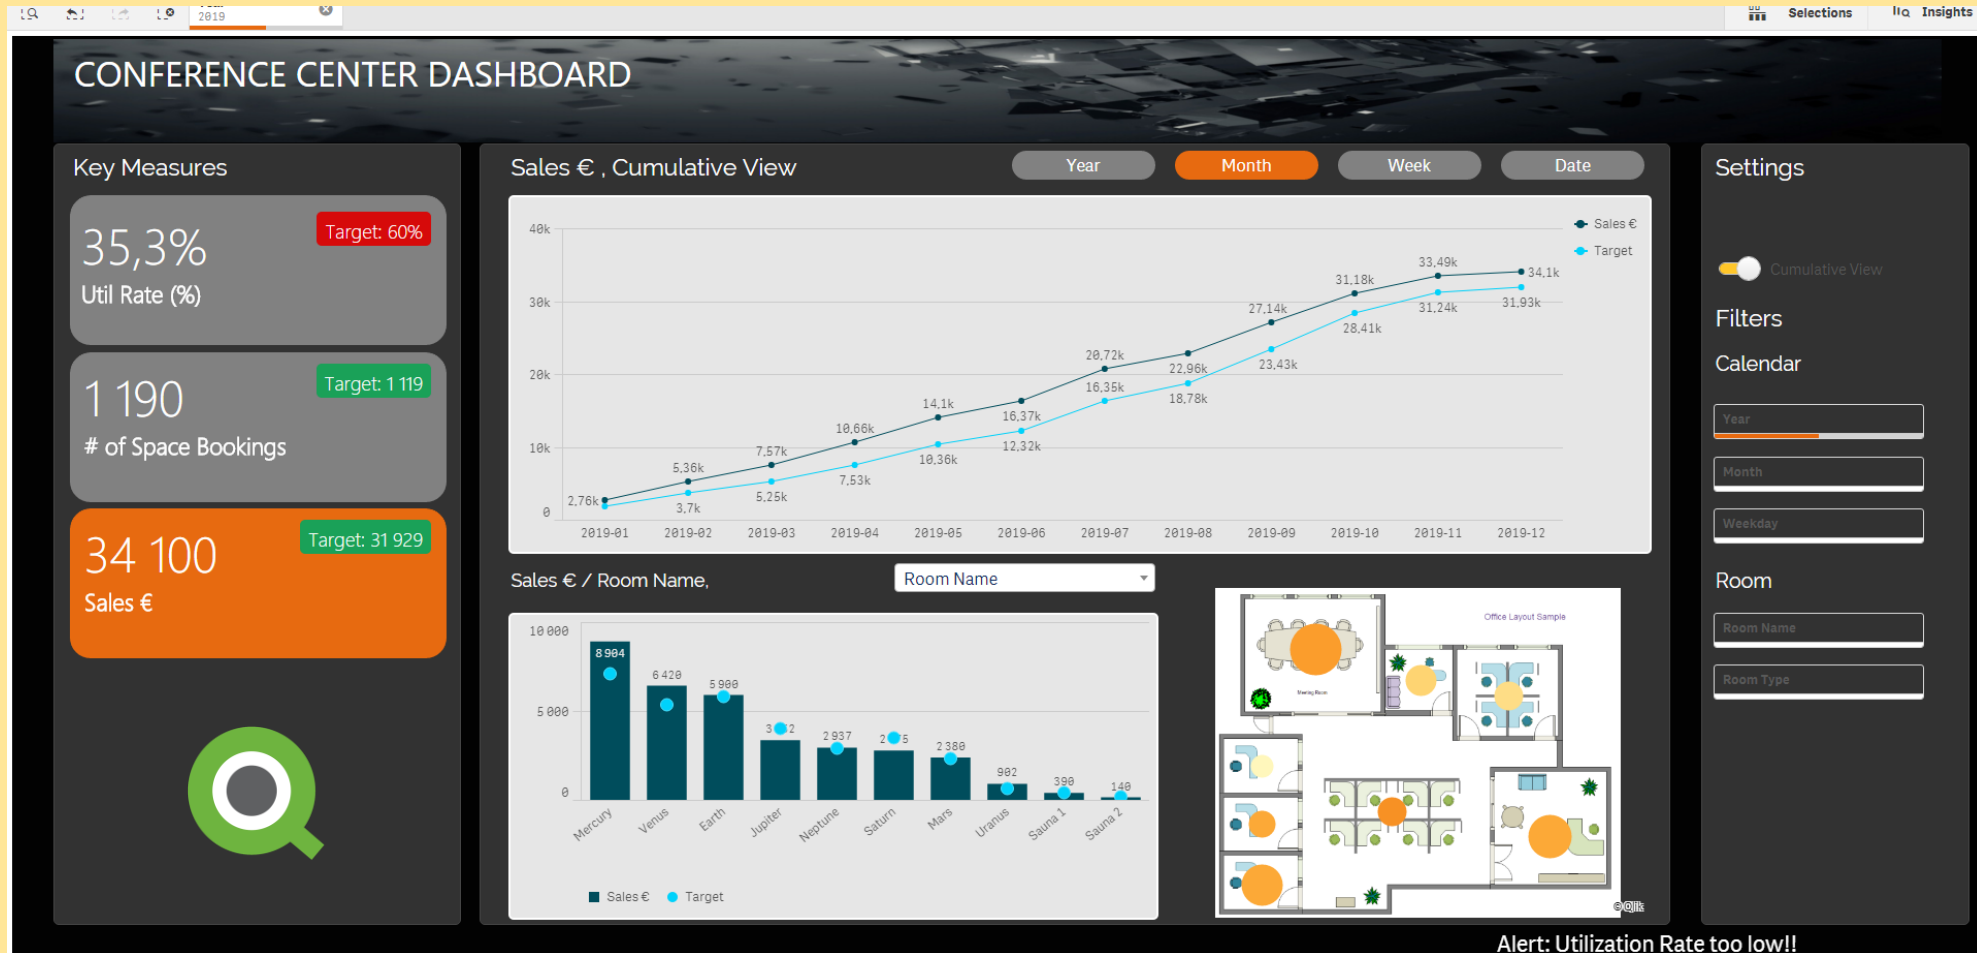 2019
Selections
Insights
CONFERENCE CENTER DASHBOARD
Key Measures
35,3%
Target: 60%
Util Rate (%)
1 190
Target: 1 119
# of Space Bookings
34 100
Target: 31 929
Sales €
Sales € , Cumulative View
Year
Month
Week
Date
40k
30k
20k
10k
0
2,76k
5,36k
7,57k
10,66k
14,1k
16,37k
20,72k
22,96k
27,14k
31,18k
33,49k
34,1k
3,7k
5,25k
7,53k
10,36k
12,32k
16,35k
18,78k
23,43k
28,41k
31,24k
31,93k
2019-01
2019-02
2019-03
2019-04
2019-05
2019-06
2019-07
2019-08
2019-09
2019-10
2019-11
2019-12
Sales €
Target
Sales € / Room Name,
Room Name
10 000
5 000
0
8 904
6 420
5 900
2 937
2 380
902
390
140
Mercury
Venus
Earth
Jupiter
Neptune
Saturn
Mars
Uranus
Sauna 1
Sauna 2
Sales €
Target
Office Layout Sample
Meeting Room
© Qlik
Settings
Cumulative View
Filters
Calendar
Year
Month
Weekday
Room
Room Name
Room Type
Alert: Utilization Rate too low!!